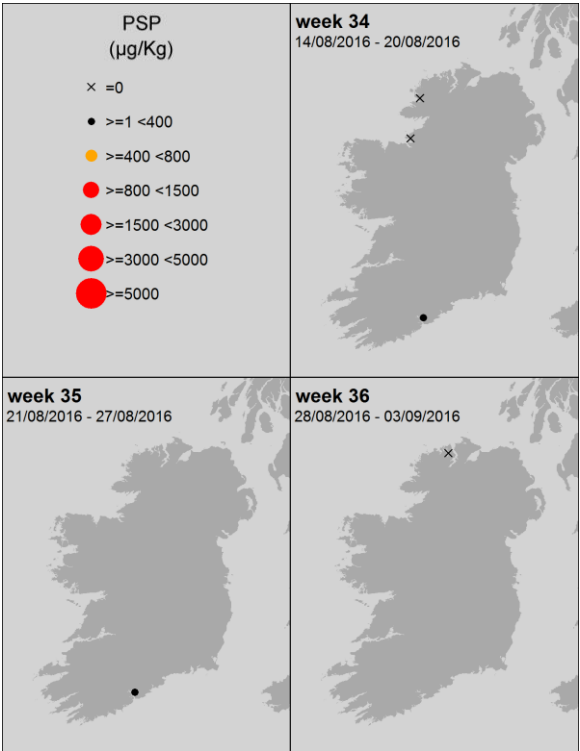 PSP
(µg/Kg)
× =0
>=1 <400
>=400 <800
>=800 <1500
>=1500 <3000
>=3000 <5000
>=5000
week 34
14/08/2016 - 20/08/2016
week 35
21/08/2016 - 27/08/2016
week 36
28/08/2016 - 03/09/2016